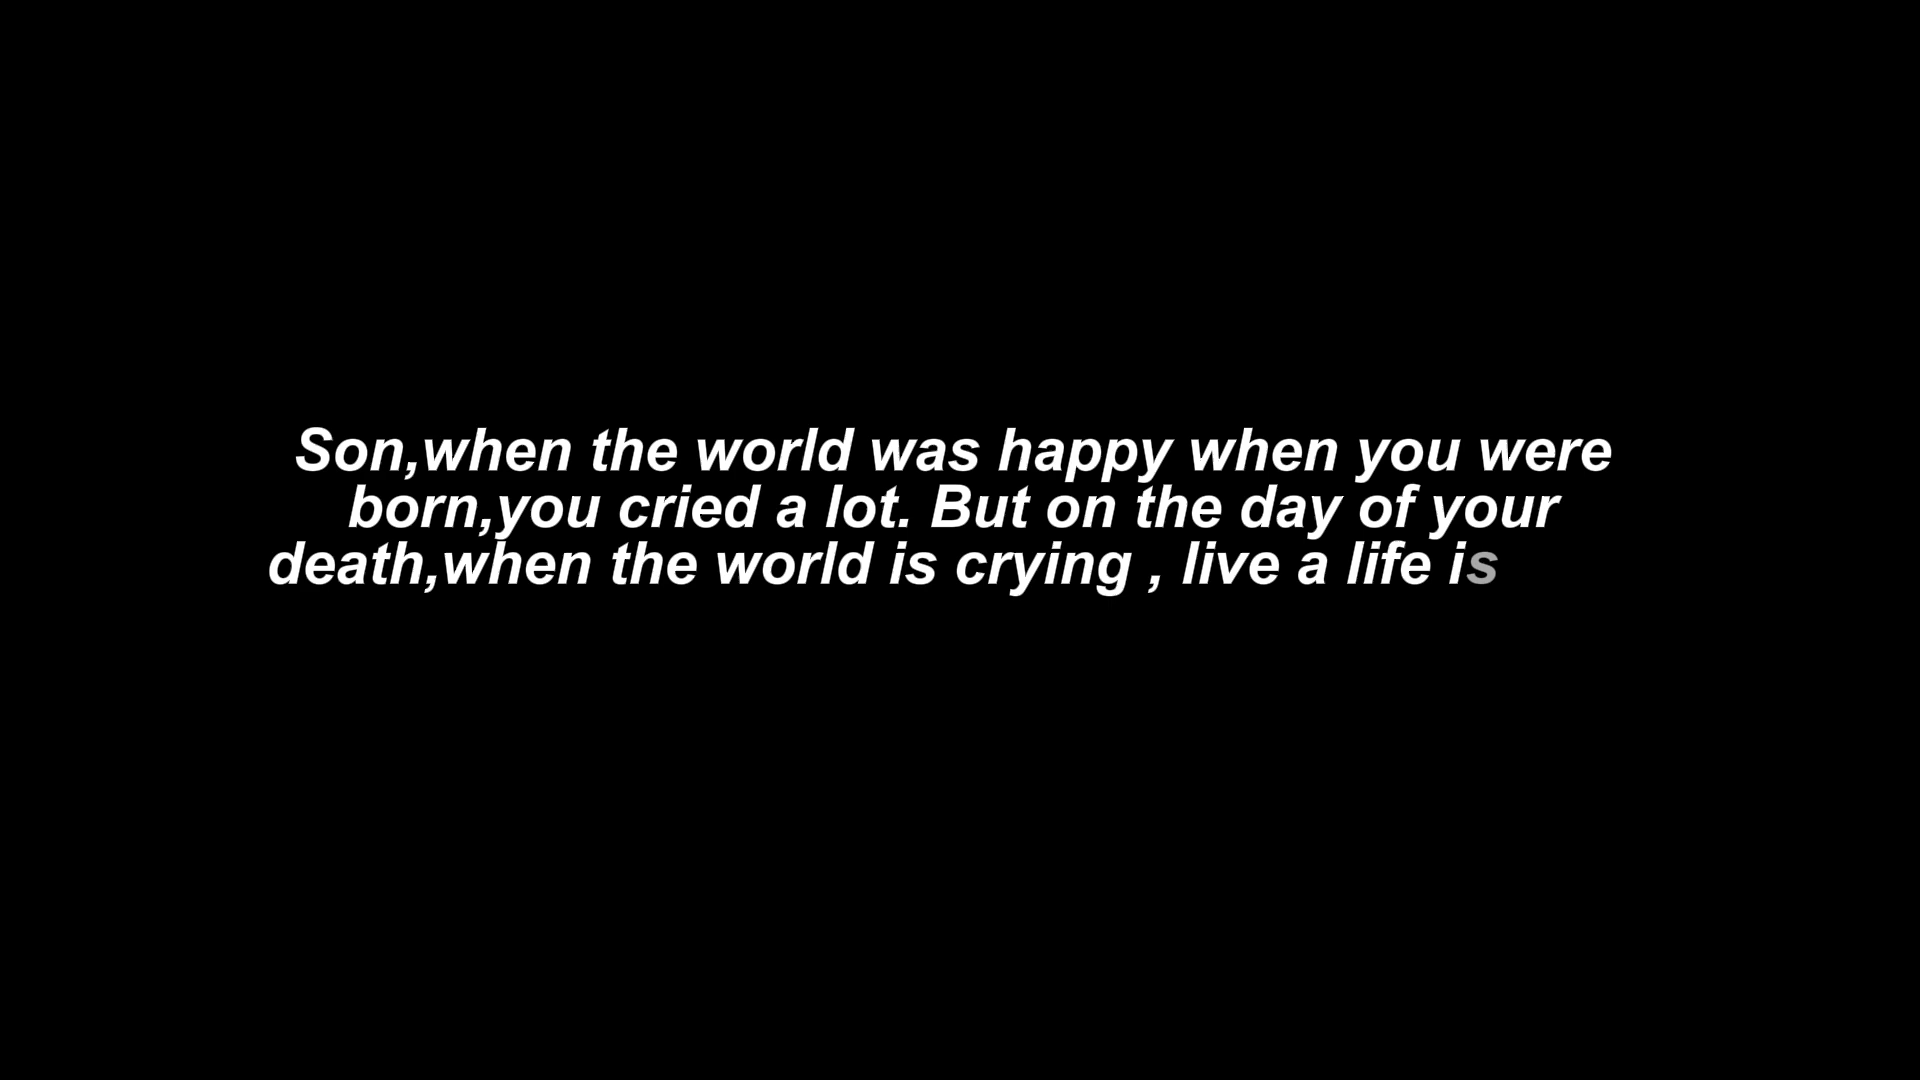 Son,when the world was happy when you were
born,you cried a lot. But on the day of your
death,when the world is crying , live a life is